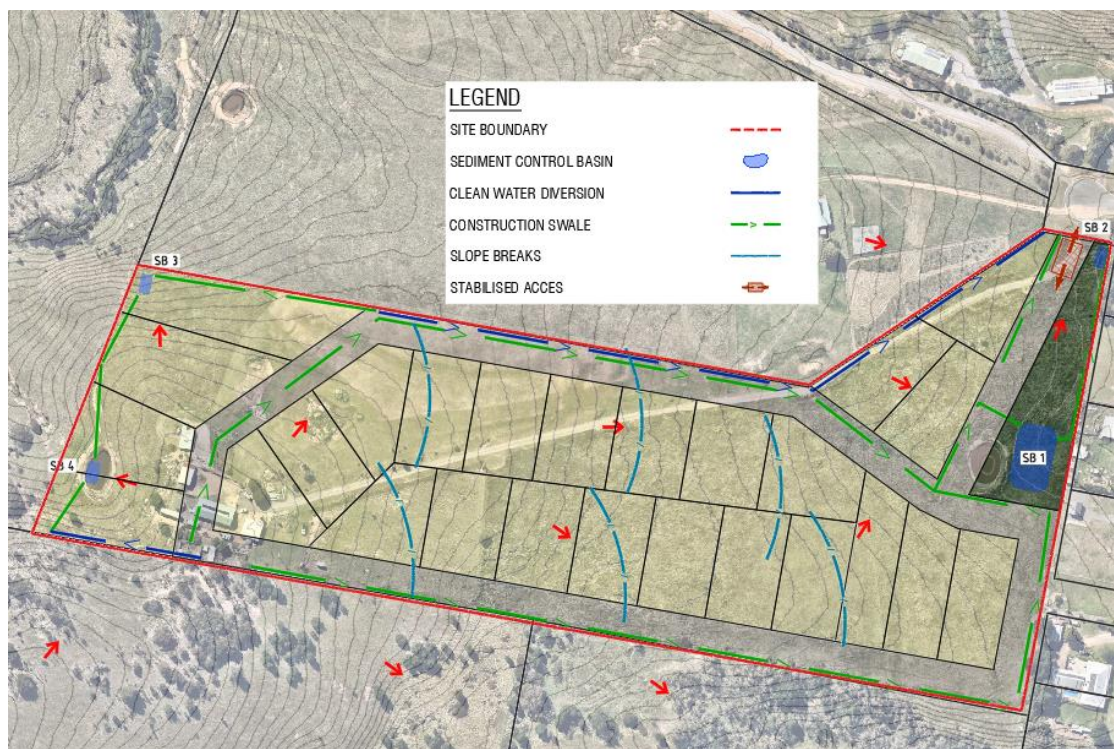 LEGEND
SITE BOUNDARY
SEDIMENT CONTROL BASIN
CLEAN WATER DIVERSION
CONSTRUCTION SWALE
SLOPE BREAKS
STABILISED ACCES
SB 2
SB 3
SB 1
SB 4